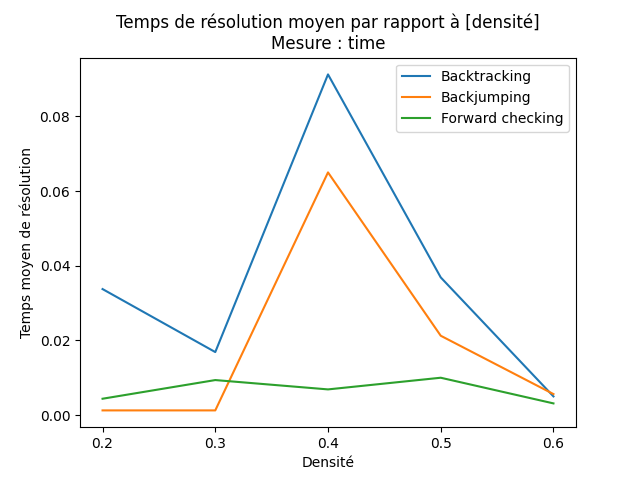 Temps de résolution moyen par rapport à [densité]
Mesure : time
Backtracking
Backjumping
Forward checking
Temps moyen de résolution
0.08
0.06
0.04
0.02
0.00
0.2 0.3 0.4 0.5 0.6
Densité